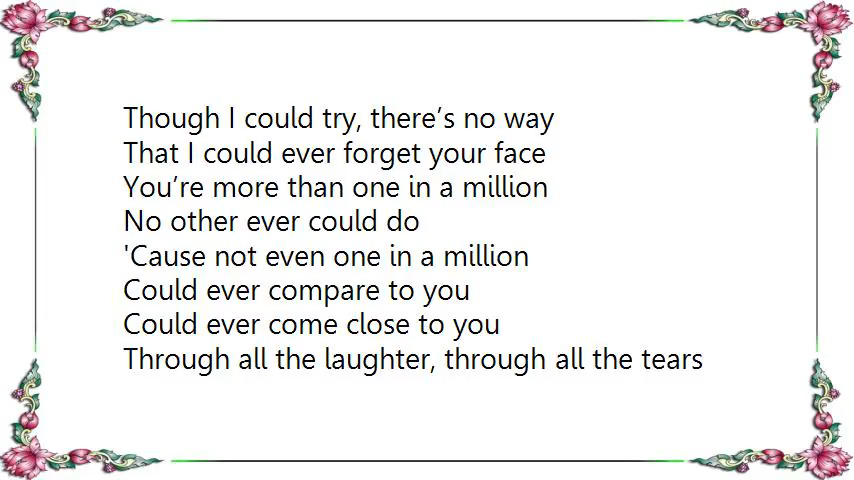 Though I could try, there’s no way
That I could ever forget your face
You’re more than one in a million
No other ever could do
'Cause not even one in a million
Could ever compare to you
Could ever come close to you
Through all the laughter, through all the tears